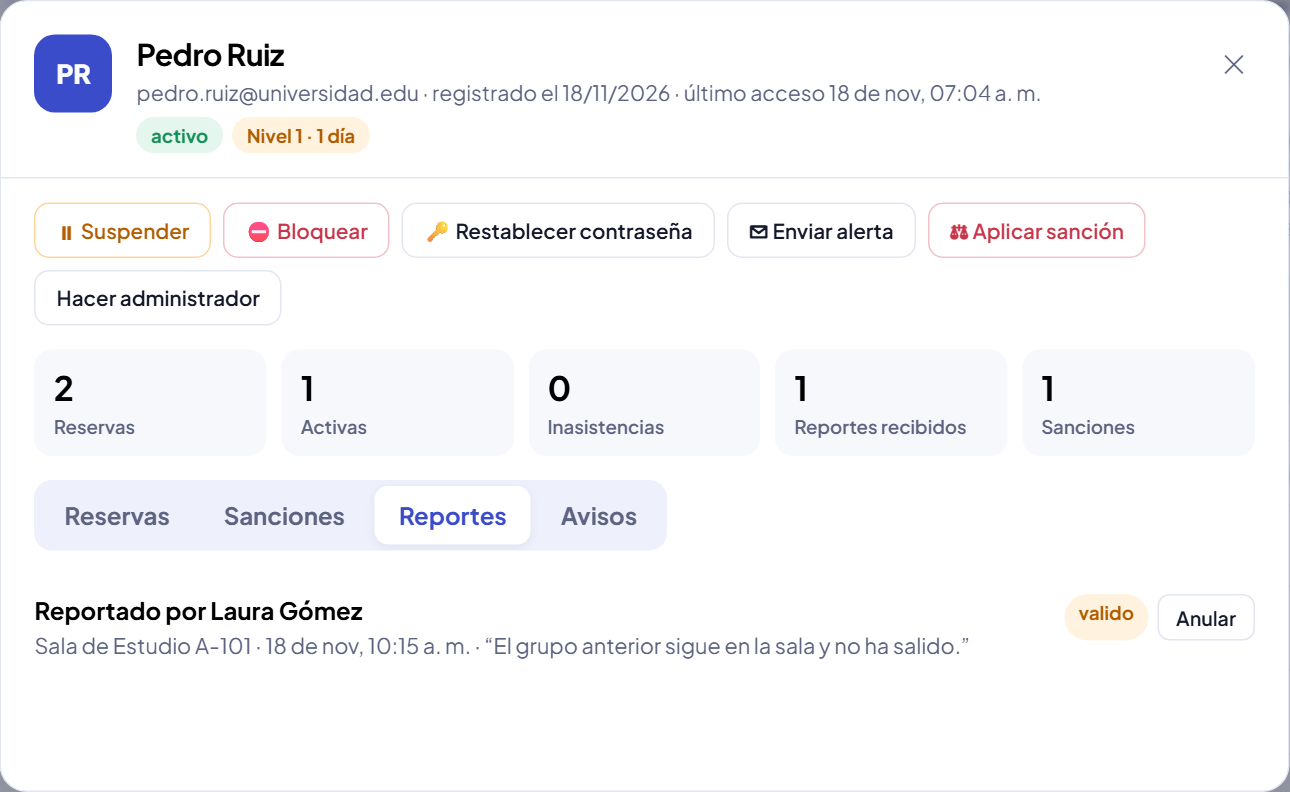 PR
Pedro Ruiz
pedro.ruiz@universidad.edu · registrado el 18/11/2026 · último acceso 18 de nov, 07:04 a. m.
activo Nivel 1 · 1 día
Suspender Bloquear Restablecer contraseña Enviar alerta Aplicar sanción
Hacer administrador
2 1 0 1 1
Reservas Activas Inasistencias Reportes recibidos Sanciones
Reservas Sanciones Reportes Avisos
Reportado por Laura Gómez valido Anular
Sala de Estudio A-101 · 18 de nov, 10:15 a. m. · “El grupo anterior sigue en la sala y no ha salido.”